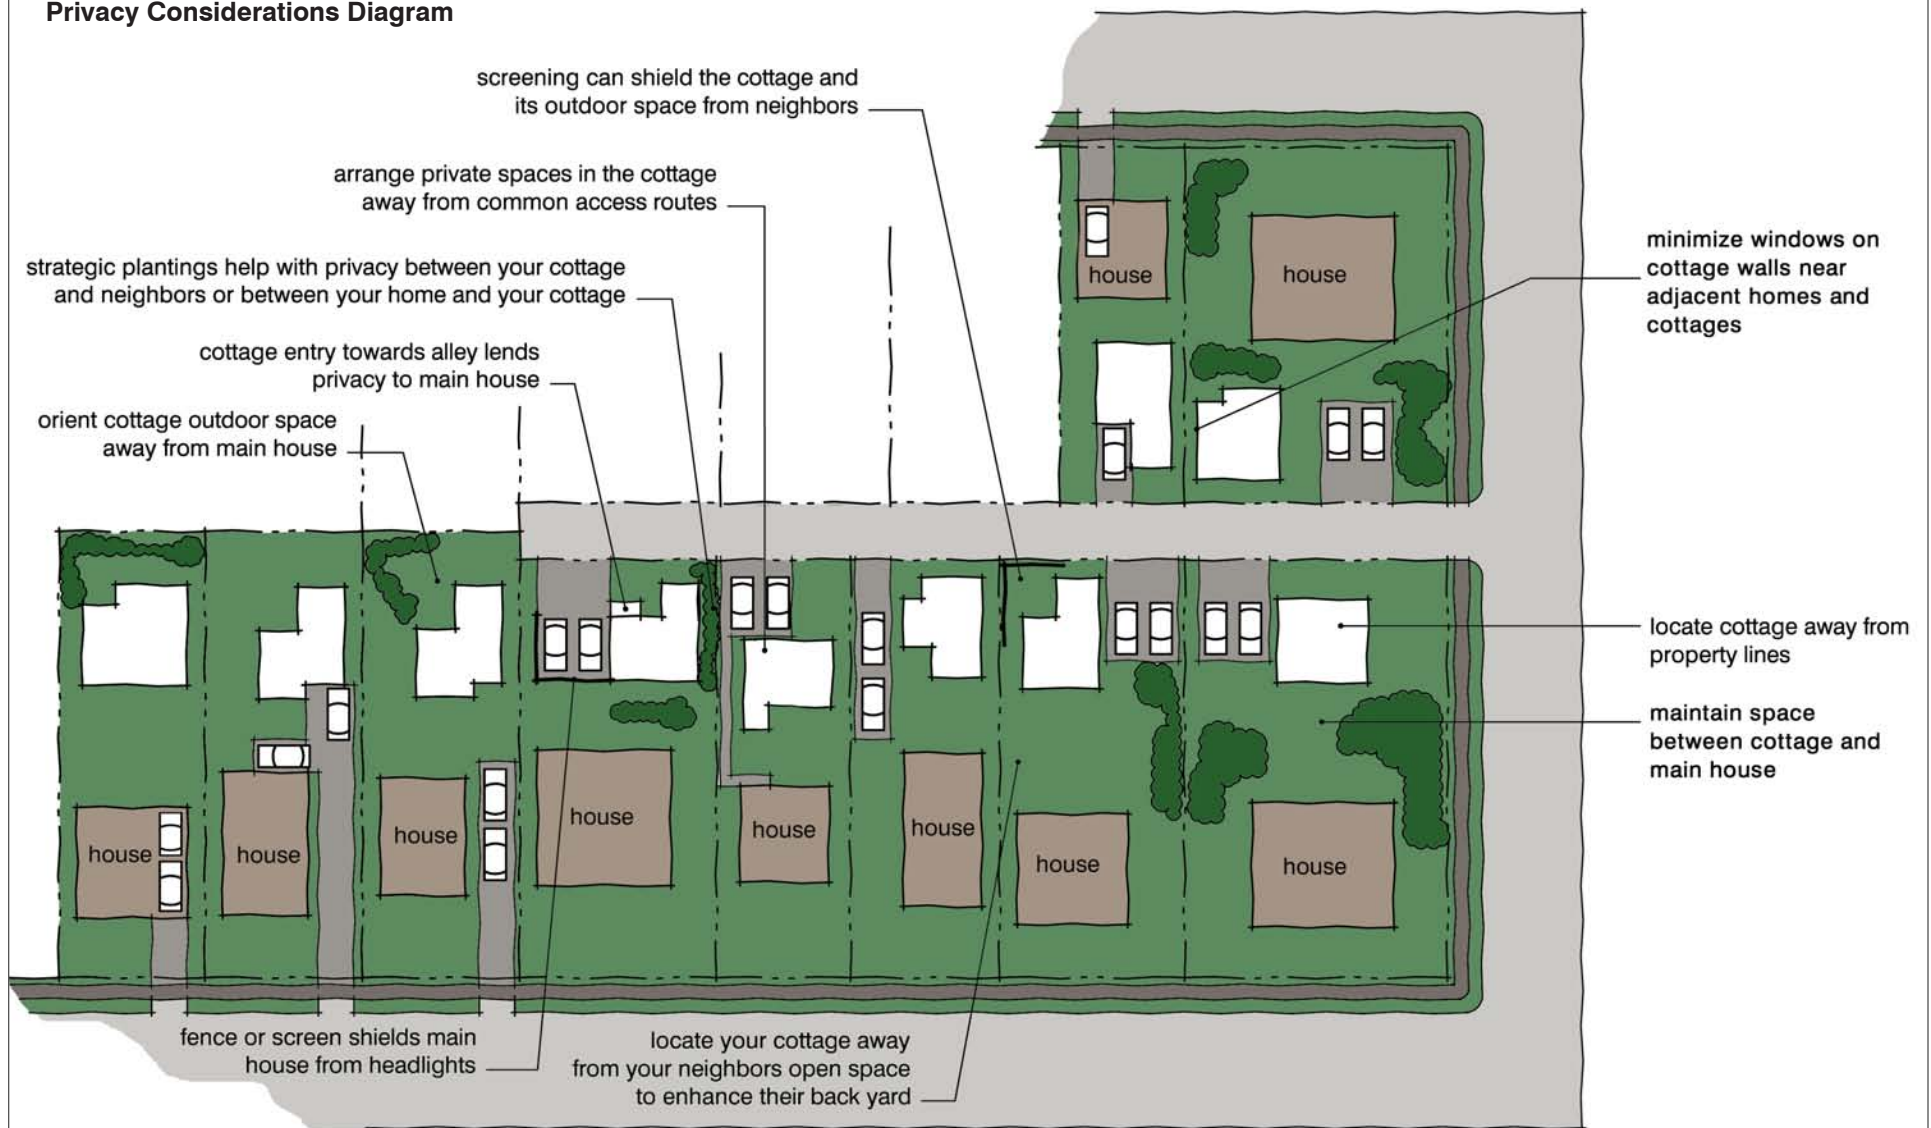 Privacy Considerations Diagram
screening can shield the cottage and
its outdoor space from neighbors
arrange private spaces in the cottage
away from common access routes
strategic plantings help with privacy between your cottage
and neighbors or between your home and your cottage
cottage entry towards alley lends
privacy to main house
orient cottage outdoor space
away from main house
minimize windows on
cottage walls near
adjacent homes and
cottages
house
house
locate cottage away from
property lines
maintain space
between cottage and
main house
house
house
house
house
house
house
house
house
fence or screen shields main
house from headlights
locate your cottage away
from your neighbors open space
to enhance their back yard